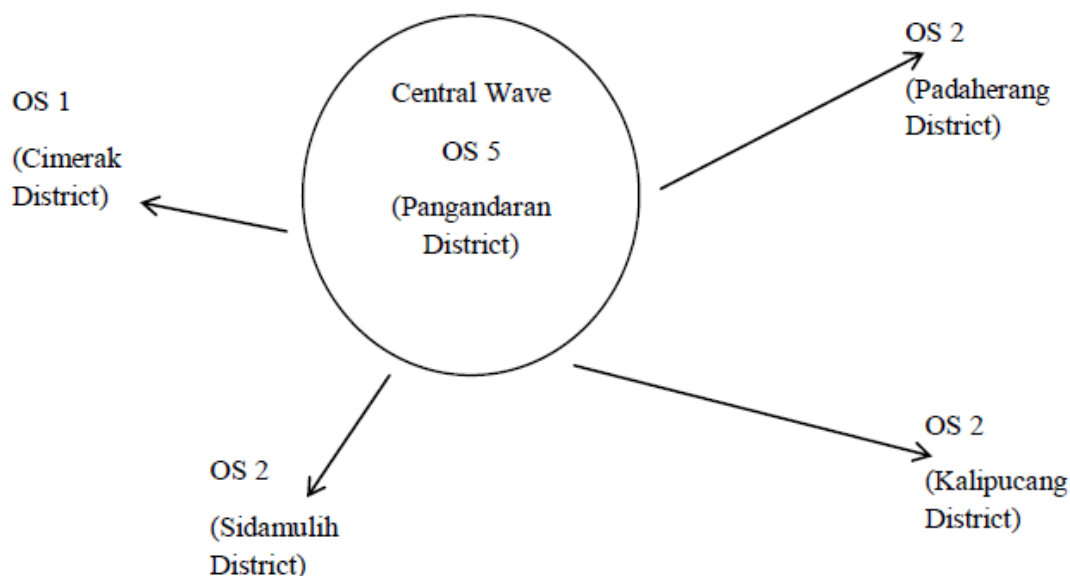 OS 1
(Cimerak
District)
Central Wave
OS 5
(Pangandaran
District)
OS 2
(Padaherang
District)
OS 2
(Sidamulih
District)
OS 2
(Kalipucang
District)